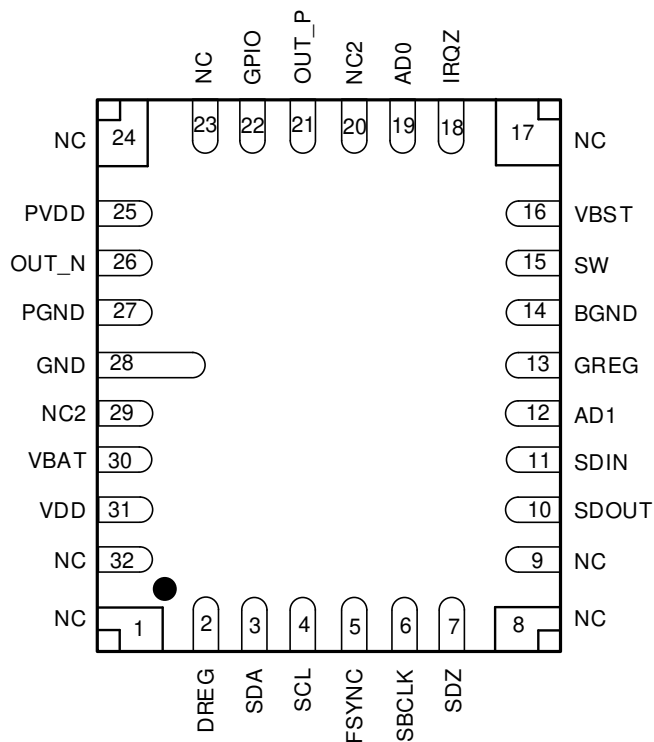 NC
GPIO
OUT_P
NC2
AD0
IRQZ
23
22
21
20
19
18
NC 24
17 NC
PVDD 25
16 VBST
OUT_N 26
15 SW
PGND 27
14 BGND
GND 28
13 GREG
NC2 29
12 AD1
VBAT 30
11 SDIN
VDD 31
10 SDOUT
NC 32
9 NC
NC 1
8 NC
2
3
4
5
6
7
DREG
SDA
SCL
FSYNC
SBCLK
SDZ